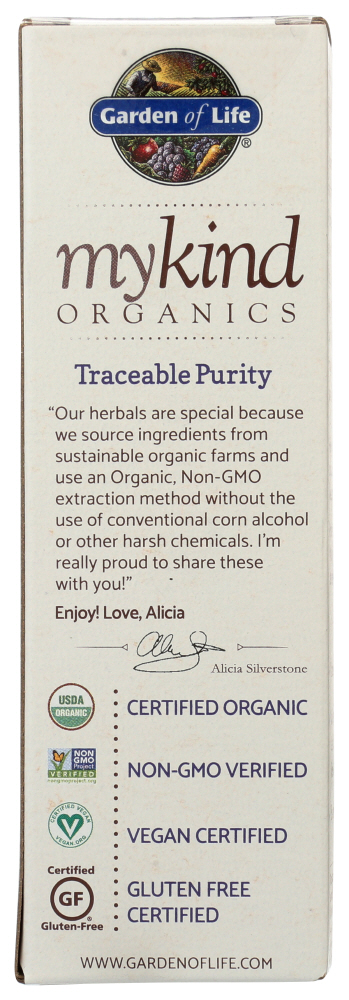 Garden of Life®
mykind
ORGANICS
Traceable Purity
“Our herbals are special because
we source ingredients from
sustainable organic farms and
use an Organic, Non-GMO
extraction method without the
use of conventional corn alcohol
or other harsh chemicals. I’m
really proud to share these
with you!”
Enjoy! Love, Alicia
Alicia Silverstone
USDA
ORGANIC
CERTIFIED ORGANIC
NON
GMO
Project
VERIFIED
nongmoproject.org
NON-GMO VERIFIED
CERTIFIED VEGAN
VEGAN.ORG
VEGAN CERTIFIED
Certified
GF®
Gluten-Free
GLUTEN FREE
CERTIFIED
WWW.GARDENOFLIFE.COM